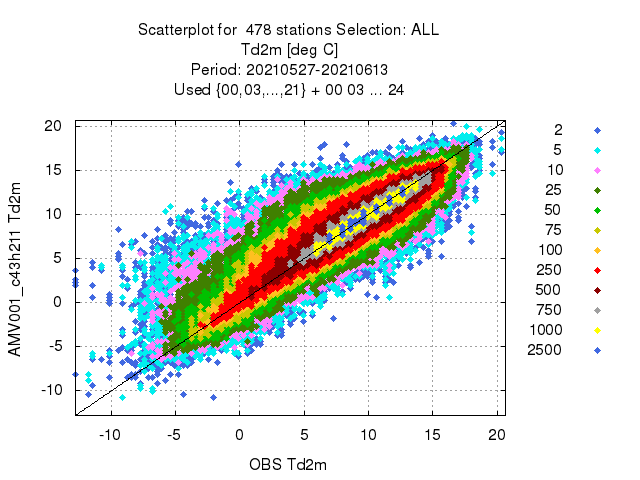 Scatterplot for 478 stations Selection: ALL
Td2m [deg C]
Period: 20210527-20210613
Used {00,03,...,21} + 00 03 ... 24
20
15
10
5
0
-5
-10
AMV001_c43h211 Td2m
-10 -5 0 5 10 15 20
OBS Td2m
2
5
10
25
50
75
100
250
500
750
1000
2500